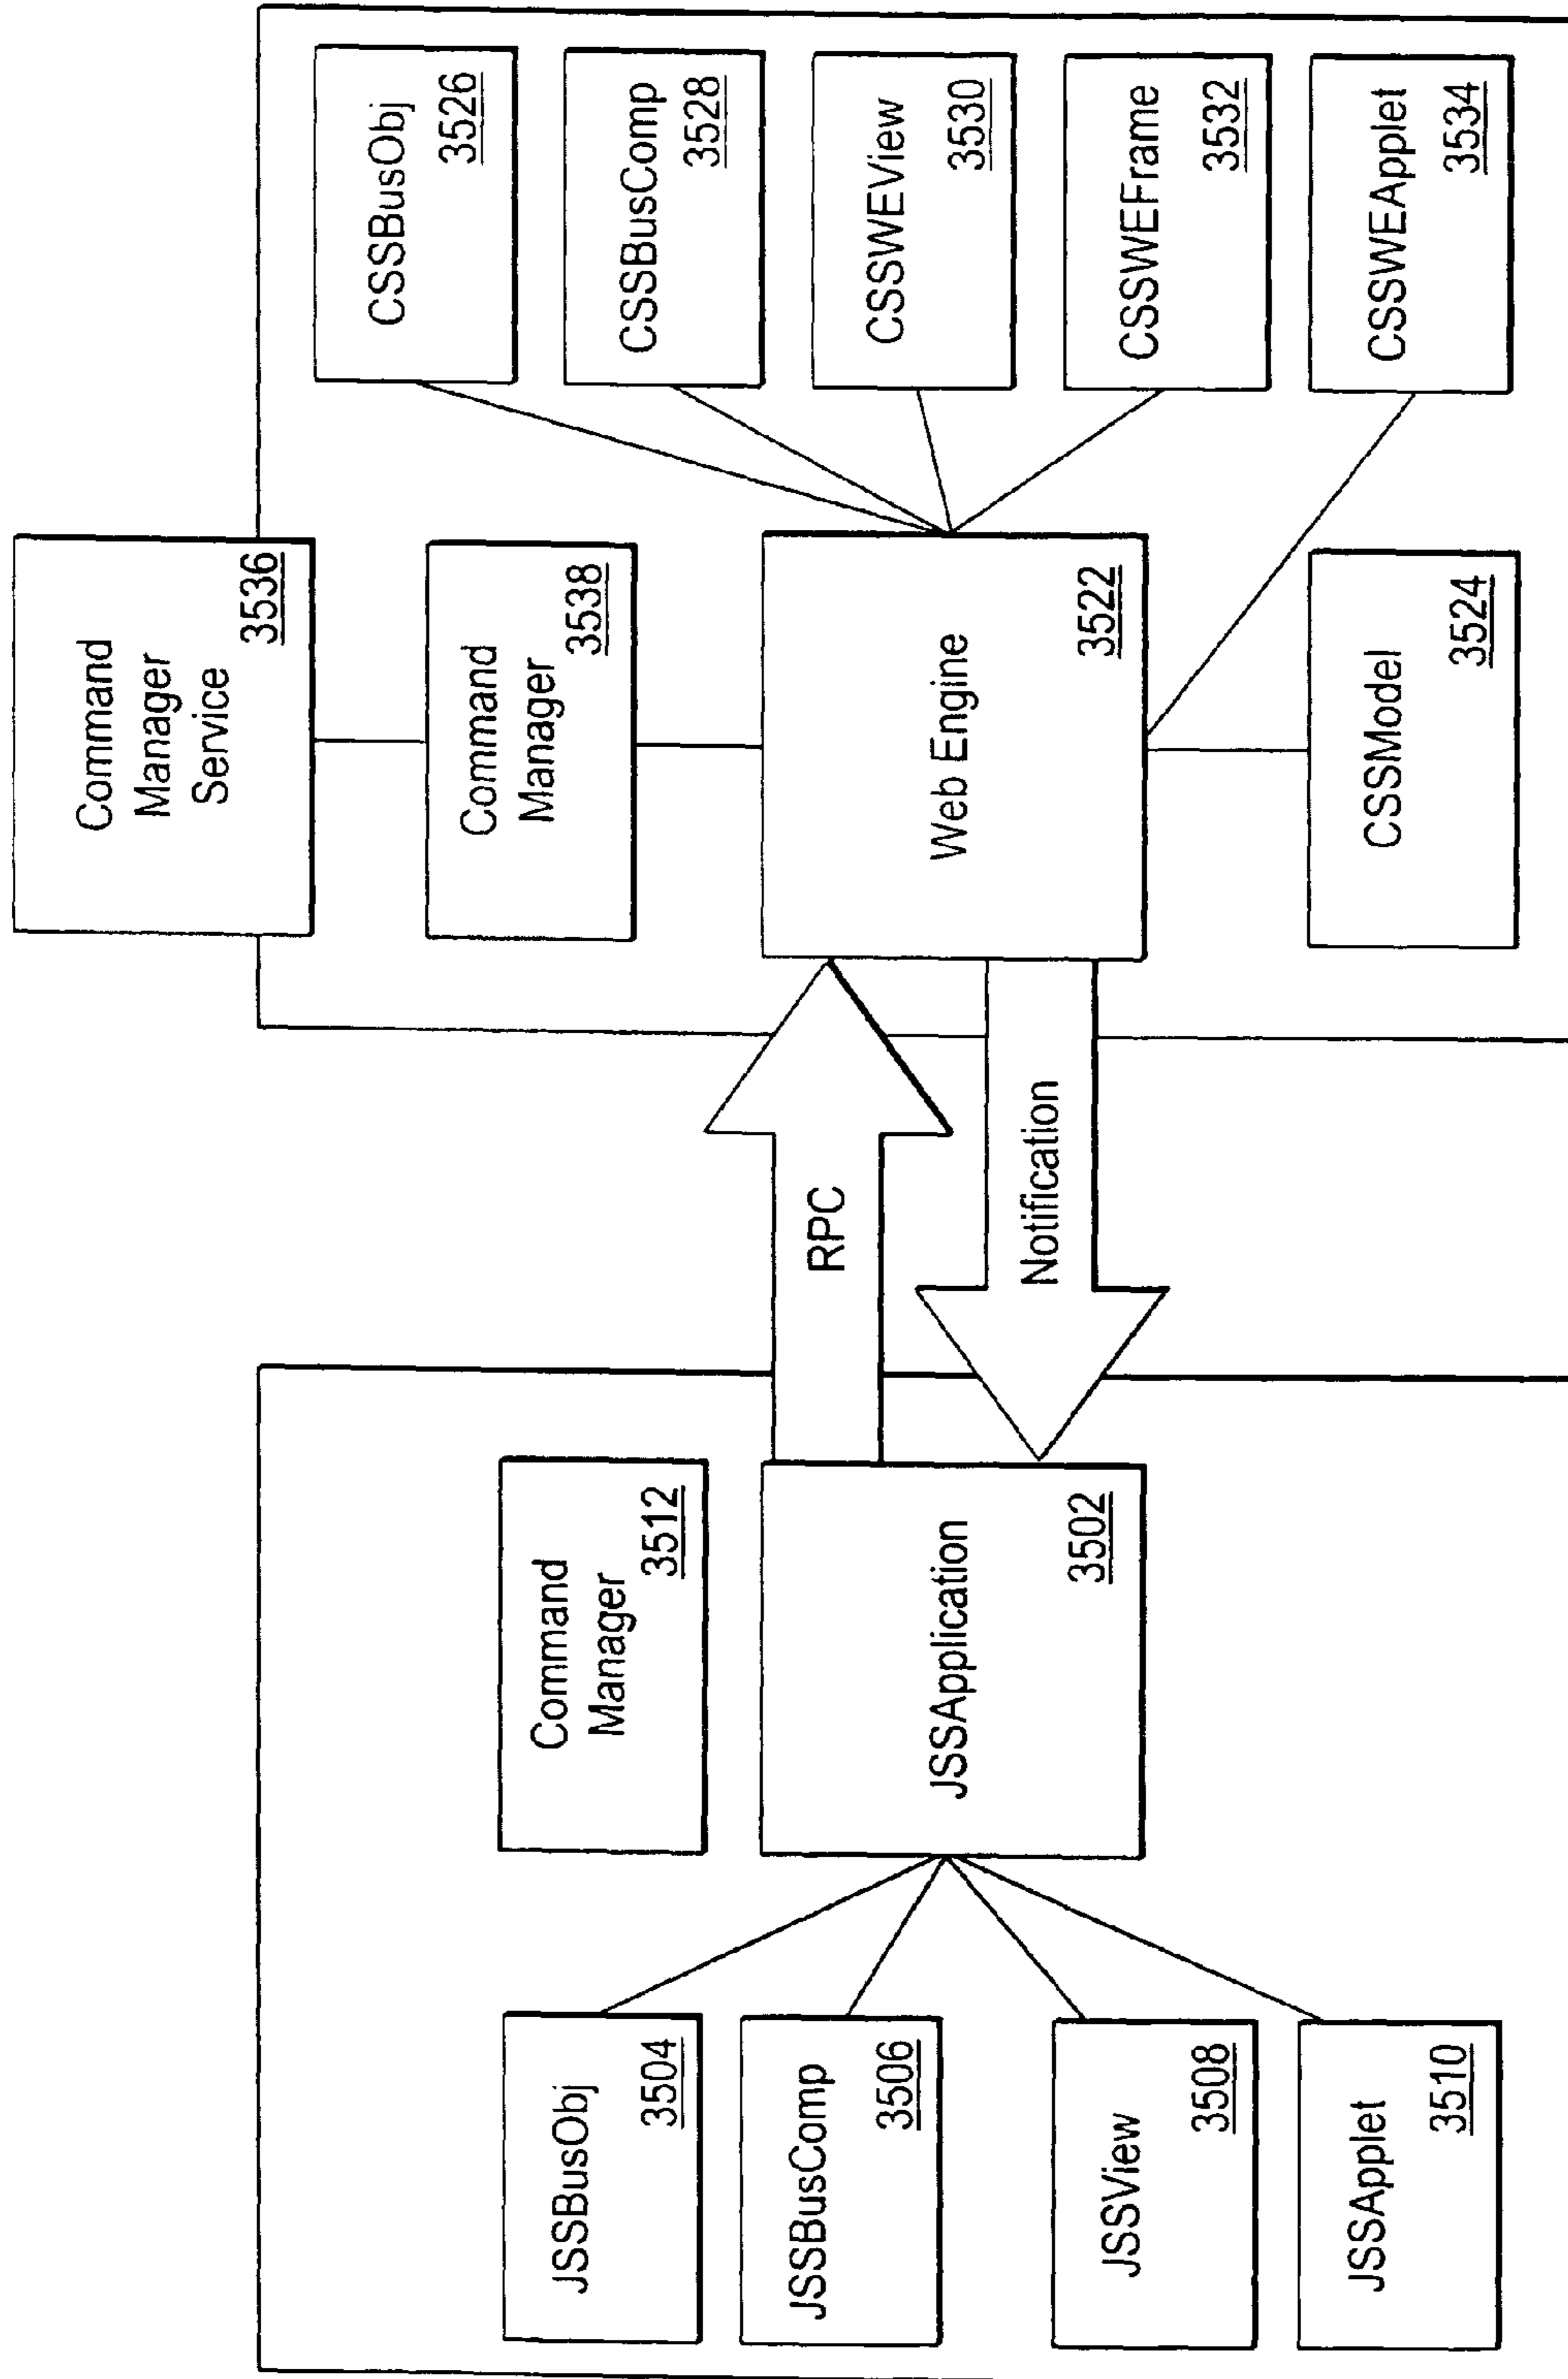 JSSBusObj
3504
JSSBusComp
3506
JSSView
3508
JSSApplet
3510
Command
Manager
3512
JSSApplication
3502
RPC
Notification
Command
Manager
Service
3536
Command
Manager
3538
Web Engine
3522
CSSModel
3524
CSSBusObj
3526
CSSBusComp
3528
CSSWEView
3530
CSSWEFrame
3532
CSSWEApplet
3534